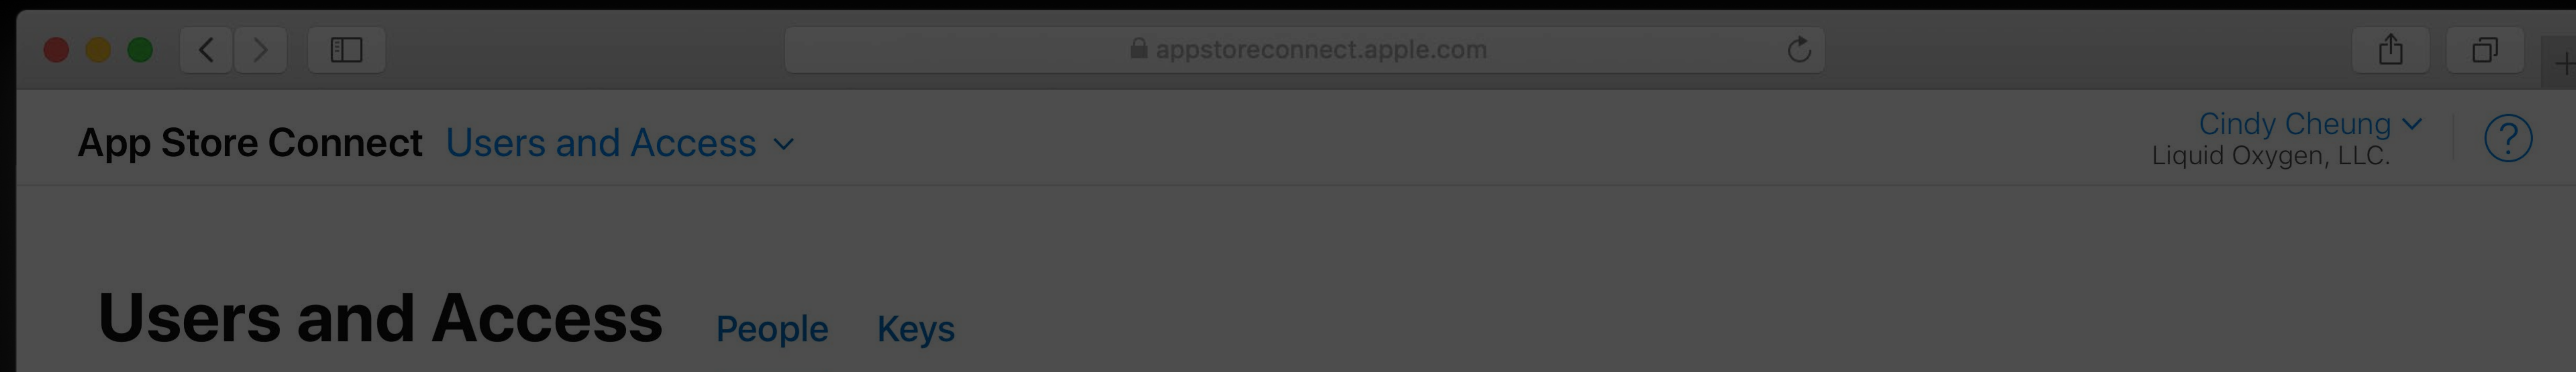 appstoreconnect.apple.com
App Store Connect Users and Access
Cindy Cheung
Liquid Oxygen, LLC.
?
Users and Access People Keys